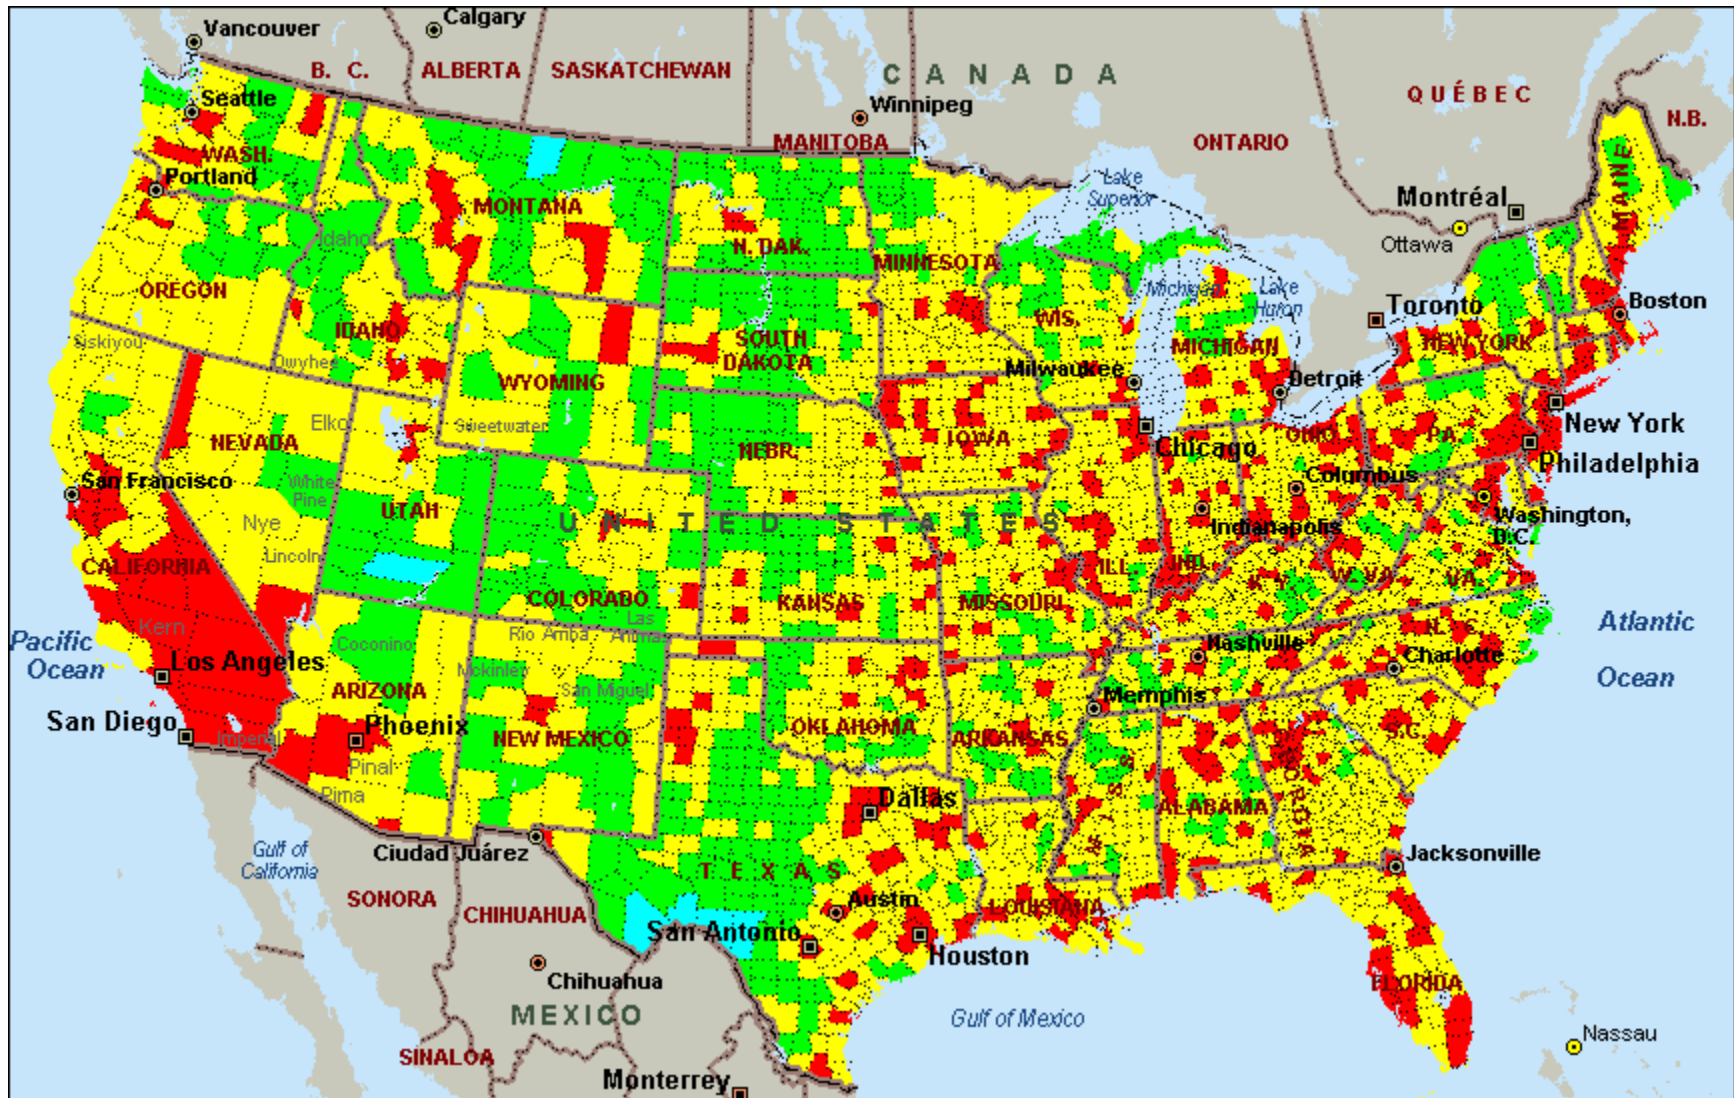 Vancouver
Calgary
B. C.
ALBERTA
SASKATCHEWAN
CANADA
Winnipeg
MANITOBA
ONTARIO
QUÉBEC
N.B.
Seattle
WASH.
Portland
MONTANA
Idaho
N. DAK.
MINNESOTA
Lake
Superior
Montréal
Ottawa
MAINE
OREGON
IDAHO
Siskiyou
Owyhee
WYOMING
Sweetwater
SOUTH
DAKOTA
WIS.
Michigan
Lake
Huron
MICHIGAN
Milwaukee
Detroit
Toronto
NEW YORK
Boston
Elko
NEVADA
White
Pine
Nye
Lincoln
UTAH
NEBR.
IOWA
Chicago
OHIO
PA.
New York
Philadelphia
San Francisco
UNITED STATES
Columbus
Indianapolis
Washington,
D.C.
CALIFORNIA
Kern
COLORADO
Las
Animas
KANSAS
MISSOURI
ILL.
IND.
KY.
W. VA.
VA.
Pacific
Ocean
Atlantic
Ocean
Los Angeles
Coconino
Rio Arriba
Mckinley
San Miguel
ARIZONA
Nashville
N. C.
Charlotte
Memphis
San Diego
Imperial
Phoenix
Pinal
Pima
NEW MEXICO
OKLAHOMA
ARKANSAS
S.C.
MISS.
ALABAMA
GEORGIA
Dallas
Ciudad Juárez
TEXAS
Jacksonville
Gulf of
California
SONORA
CHIHUAHUA
Austin
San Antonio
Houston
LOUISIANA
Chihuahua
FLORIDA
MEXICO
Gulf of Mexico
Nassau
SINALOA
Monterrey